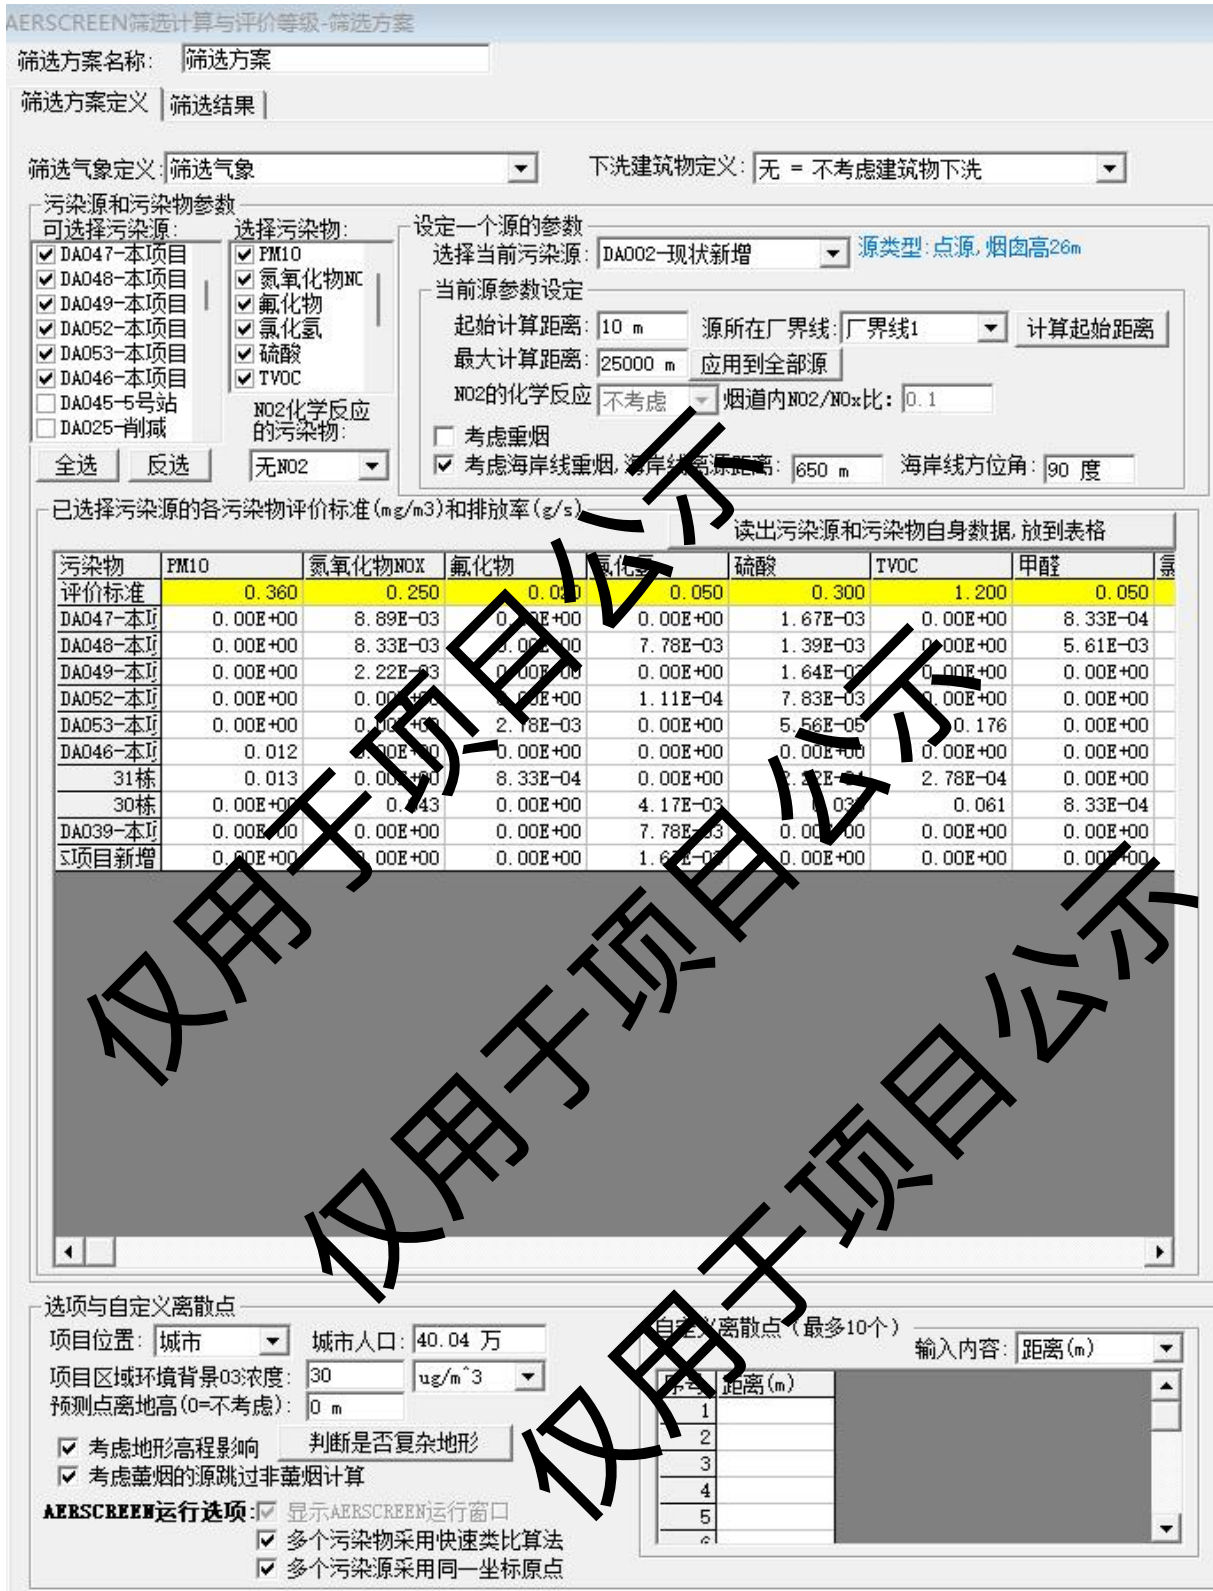 AERSCREEN筛选计算与评价等级-筛选方案
筛选方案名称: 筛选方案
筛选方案定义 筛选结果
筛选气象定义: 筛选气象 下洗建筑物定义: 无 = 不考虑建筑物下洗
污染源和污染物参数
可选择污染源: 选择污染物:
DA047-本项目 PM10
DA048-本项目 氮氧化物NO
DA049-本项目 氟化物
DA052-本项目 氯化氢
DA053-本项目 硫酸
DA046-本项目 TVOC
DA045-5号站
DA025-削减
NO2化学反应
的污染物:
全选 反选 无NO2
设定一个源的参数
选择当前污染源: DA002-现状新增 源类型:点源,烟囱高26m
当前源参数设定
起始计算距离: 10 m 源所在厂界线: 厂界线1 计算起始距离
最大计算距离: 25000 m 应用到全部源
NO2的化学反应 不考虑 烟道内NO2/NOx比: 0.1
考虑重烟
考虑海岸线重烟,海岸线离源距离: 650 m 海岸线方位角: 90 度
已选择污染源的各污染物评价标准(mg/m3)和排放率(g/s)
读出污染源和污染物自身数据,放到表格
污染物 PM10 氮氧化物NOX 氟化物 氯化氢 硫酸 TVOC 甲醛
评价标准 0.360 0.250 0.050 0.300 1.200 0.050
DA047-本 0.00E+00 8.89E-03 0.00E+00 1.67E-03 0.00E+00 8.33E-04
DA048-本 0.00E+00 8.33E-03 7.78E-03 1.39E-03 5.61E-03
DA049-本 0.00E+00 0.00E+00 1.64E-03 0.00E+00
DA052-本 0.00E+00 1.11E-04 7.83E-03 0.00E+00
DA053-本 0.00E+00 0.00E+00 5.56E-05 0.176 0.00E+00
DA046-本 0.012 0.00E+00 0.00E+00 0.00E+00 0.00E+00
31栋 0.013 8.33E-04 0.00E+00 2.78E-04 0.00E+00
30栋 0.00E+00 0.00E+00 4.17E-03 0.061 8.33E-04
DA039-本 0.00E+00 0.00E+00 0.00E+00 0.00E+00
项目新增 0.00E+00 0.00E+00 0.00E+00 0.00E+00 0.00E+00
选项与自定义离散点
项目位置: 城市 城市人口: 40.04 万
项目区域环境背景O3浓度: 30 ug/m^3
预测点离地高(0=不考虑): 0 m
考虑地形高程影响 判断是否复杂地形
考虑薰烟的源跳过非薰烟计算
AERSCREEN运行选项: 显示AERSCREEN运行窗口
多个污染物采用快速类比算法
多个污染源采用同一坐标原点
自定义离散点(最多10个) 输入内容: 距离(m)
序号 距离(m)
1
2
3
4
5
仅用于项目公示
仅用于项目公示
仅用于项目公示